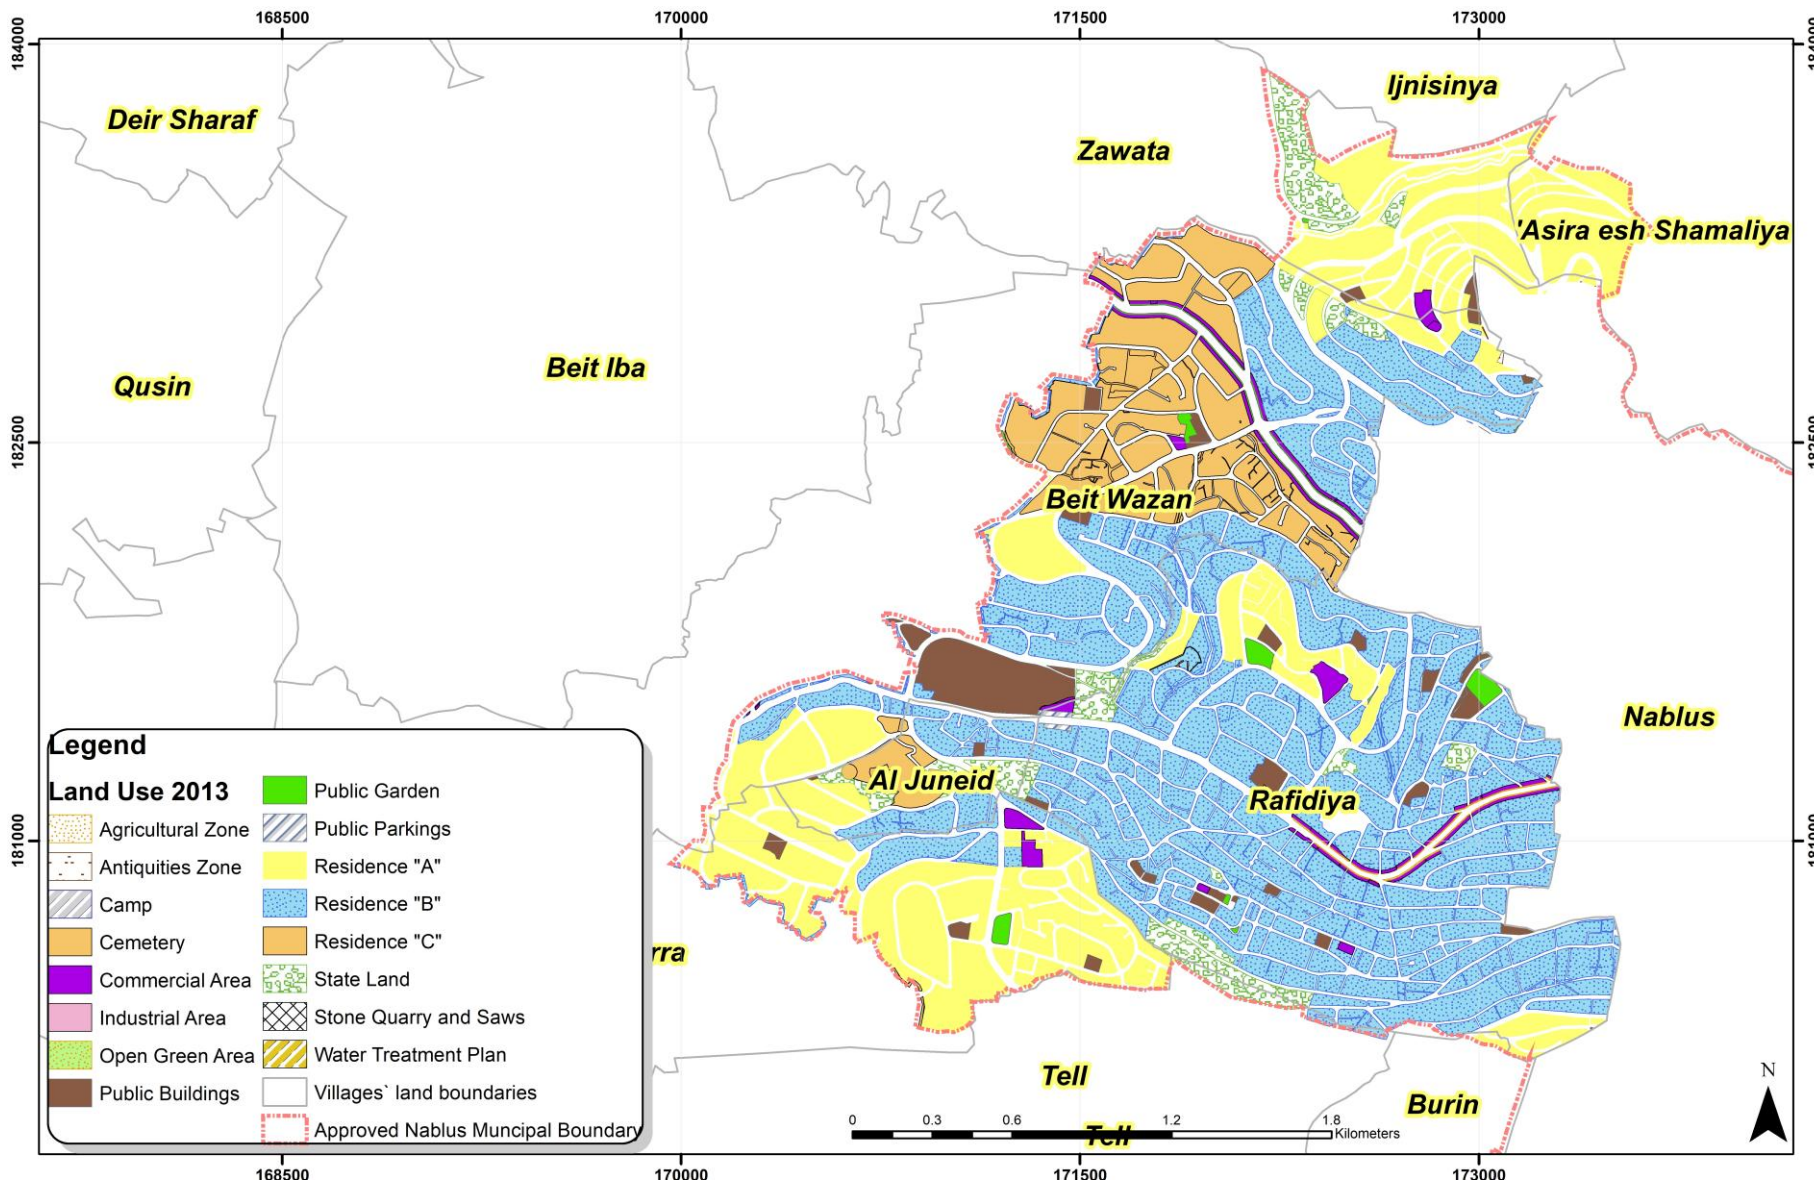 168500 170000 171500 173000
184000
184000
Ijnisinya
Deir Sharaf
Zawata
'Asira esh Shamaliya
Beit Iba
Qusin
182500
182500
Beit Wazan
Nablus
Al Juneid
Rafidiya
181000
181000
rra
Legend
Land Use 2013
Agricultural Zone
Antiquities Zone
Camp
Cemetery
Commercial Area
Industrial Area
Open Green Area
Public Buildings
Public Garden
Public Parkings
Residence "A"
Residence "B"
Residence "C"
State Land
Stone Quarry and Saws
Water Treatment Plan
Villages` land boundaries
Approved Nablus Muncipal Boundary
Tell
Burin
N
0 0.3 0.6 1.2 1.8
Kilometers
Tell
168500 170000 171500 173000